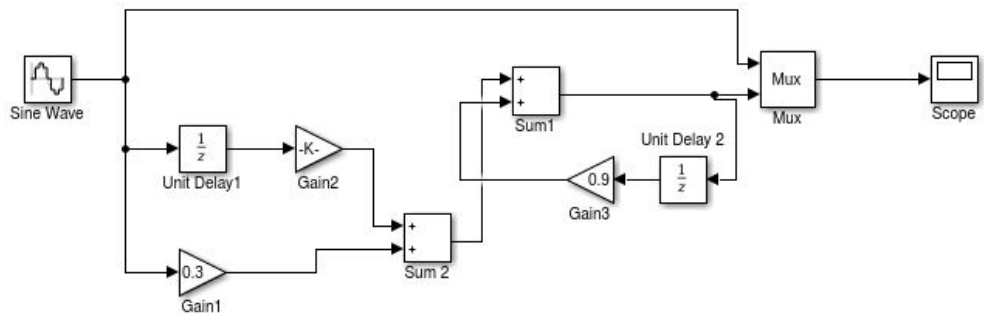 Sine Wave
1
z
Unit Delay1
-K-
Gain2
0.3
Gain1
+
+
Sum 2
+
+
Sum1
Unit Delay 2
1
z
0.9
Gain3
Mux
Mux
Scope